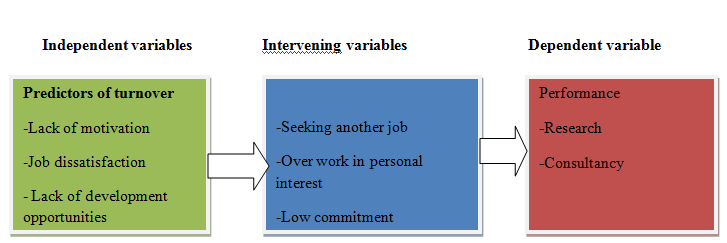 Independent variables
Intervening variables
Dependent variable
Predictors of turnover
-Lack of motivation
-Job dissatisfaction
- Lack of development
opportunities
-Seeking another job
-Over work in personal
interest
-Low commitment
Performance
-Research
-Consultancy